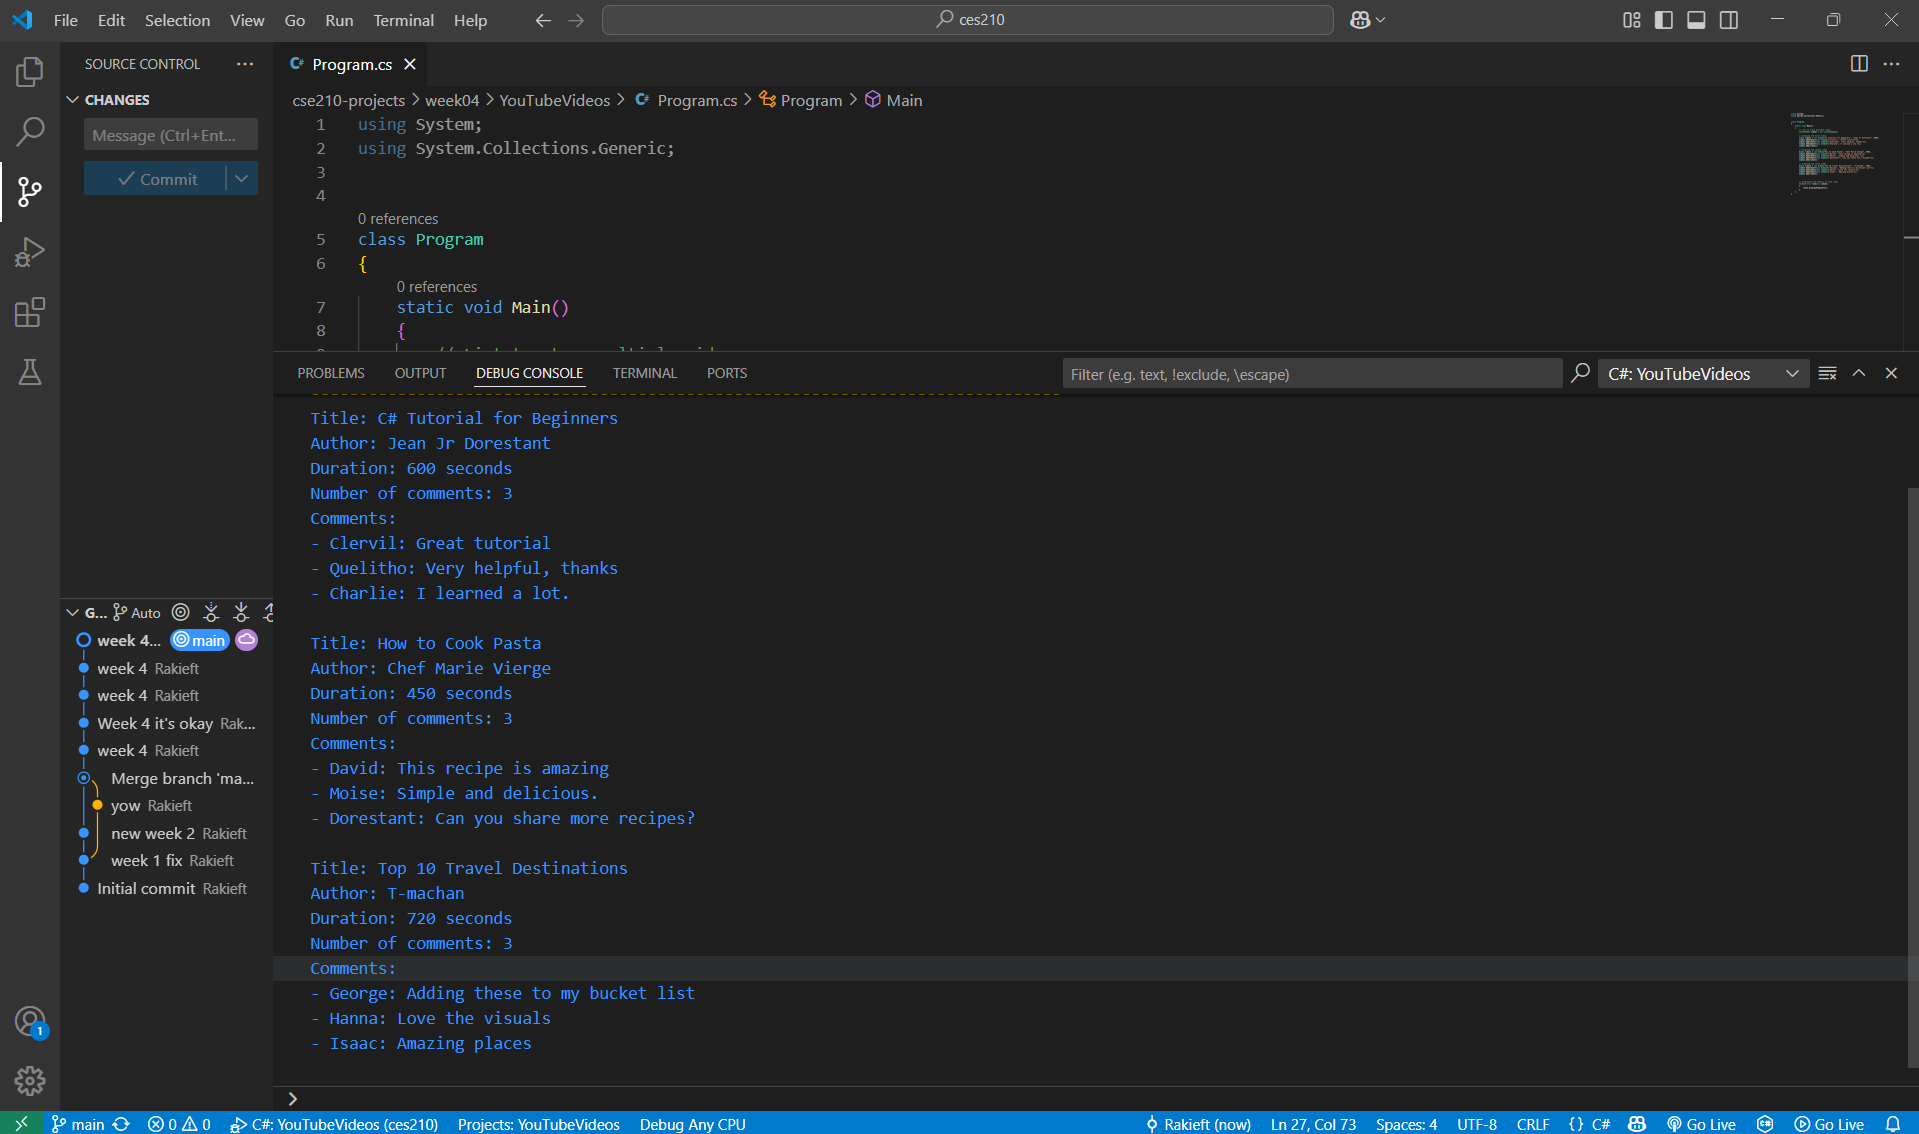 File Edit Selection View Go Run Terminal Help
ces210
SOURCE CONTROL
CHANGES
Message (Ctrl+Ent...
Commit
Program.cs
cse210-projects > week04 > YouTubeVideos > Program.cs > Program > Main
1 using System;
2 using System.Collections.Generic;
3
4
0 references
5 class Program
6 {
0 references
7 static void Main()
8 {
PROBLEMS OUTPUT DEBUG CONSOLE TERMINAL PORTS
Filter (e.g. text, !exclude, \escape)
C#: YouTubeVideos
Title: C# Tutorial for Beginners
Author: Jean Jr Dorestant
Duration: 600 seconds
Number of comments: 3
Comments:
- Clervil: Great tutorial
- Quelitho: Very helpful, thanks
- Charlie: I learned a lot.
Title: How to Cook Pasta
Author: Chef Marie Vierge
Duration: 450 seconds
Number of comments: 3
Comments:
- David: This recipe is amazing
- Moise: Simple and delicious.
- Dorestant: Can you share more recipes?
Title: Top 10 Travel Destinations
Author: T-machan
Duration: 720 seconds
Number of comments: 3
Comments:
- George: Adding these to my bucket list
- Hanna: Love the visuals
- Isaac: Amazing places
G... Auto
week 4... main
week 4 Rakieft
week 4 Rakieft
Week 4 it's okay Rak...
week 4 Rakieft
Merge branch 'ma...
yow Rakieft
new week 2 Rakieft
week 1 fix Rakieft
Initial commit Rakieft
1
main 0 0 C#: YouTubeVideos (ces210) Projects: YouTubeVideos Debug Any CPU
Rakieft (now) Ln 27, Col 73 Spaces: 4 UTF-8 CRLF {} C# Go Live Go Live